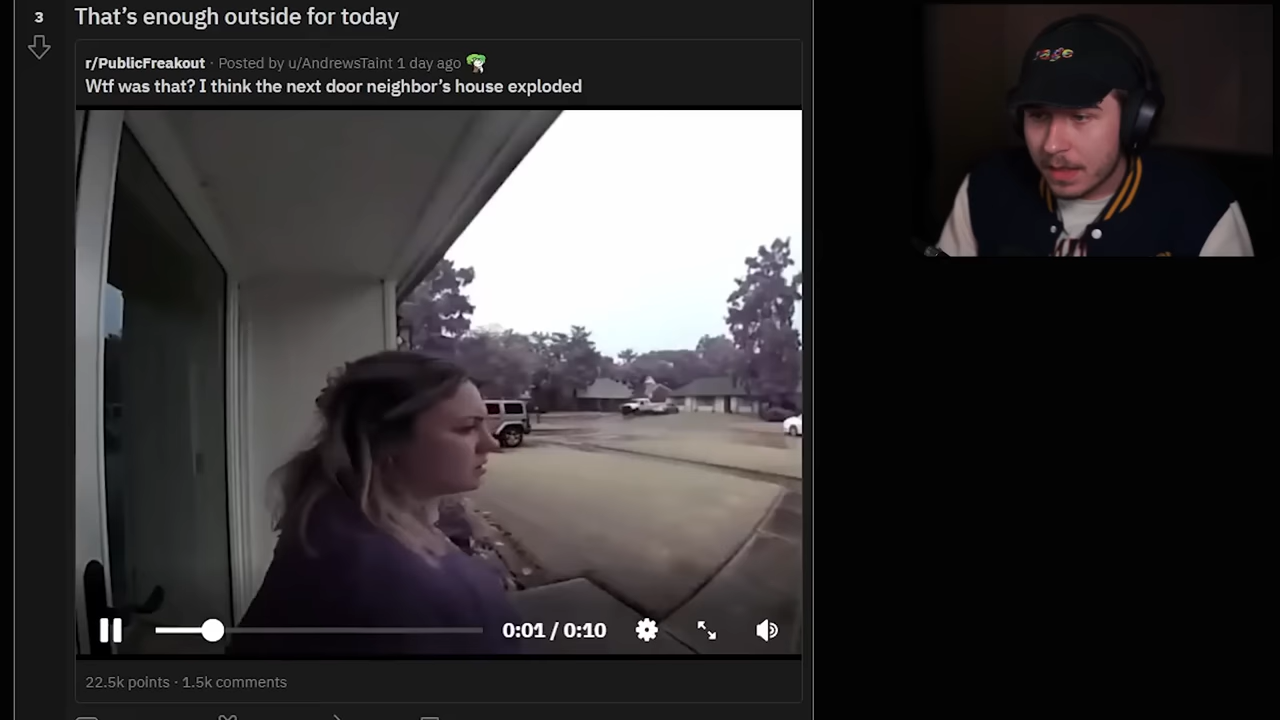 3
That’s enough outside for today
r/PublicFreakout · Posted by u/AndrewsTaint 1 day ago
Wtf was that? I think the next door neighbor’s house exploded
rage
0:01 / 0:10
22.5k points · 1.5k comments